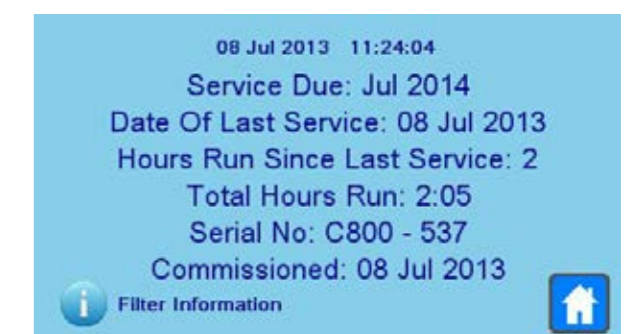 08 Jul 2013 11:24:04
Service Due: Jul 2014
Date Of Last Service: 08 Jul 2013
Hours Run Since Last Service: 2
Total Hours Run: 2:05
Serial No: C800 - 537
Commissioned: 08 Jul 2013
i Filter Information